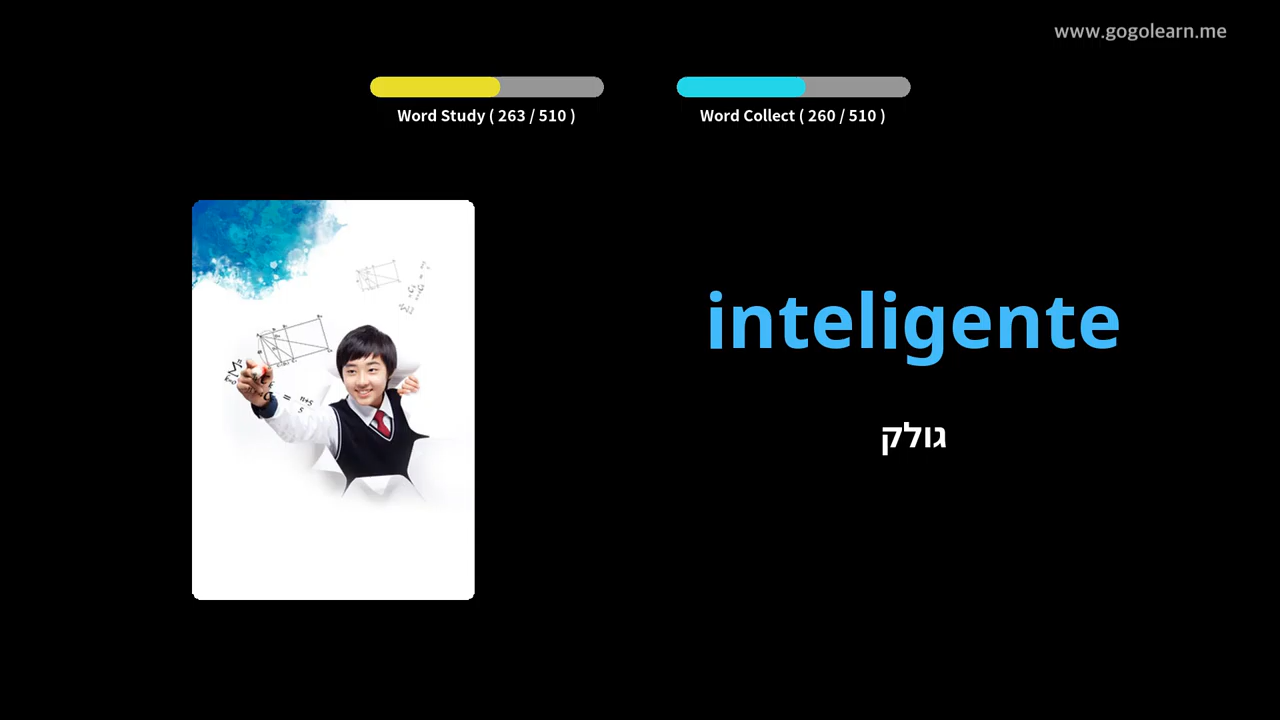 www.gogolearn.me
Word Study ( 263 / 510 )
Word Collect ( 260 / 510 )
inteligente
גולק